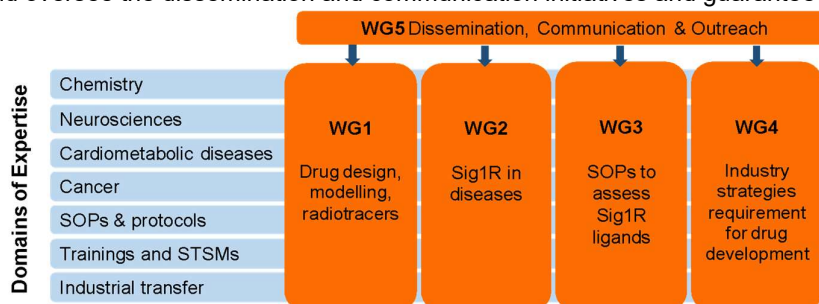 d oversee the dissemination and communication initiatives and guarantee
WG5 Dissemination, Communication & Outreach
Domains of Expertise
Chemistry
Neurosciences
Cardiometabolic diseases
Cancer
SOPs & protocols
Trainings and STSMs
Industrial transfer
WG1
Drug design,
modelling,
radiotracers
WG2
Sig1R in
diseases
WG3
SOPs to
assess
Sig1R
ligands
WG4
Industry
strategies
requirement
for drug
development